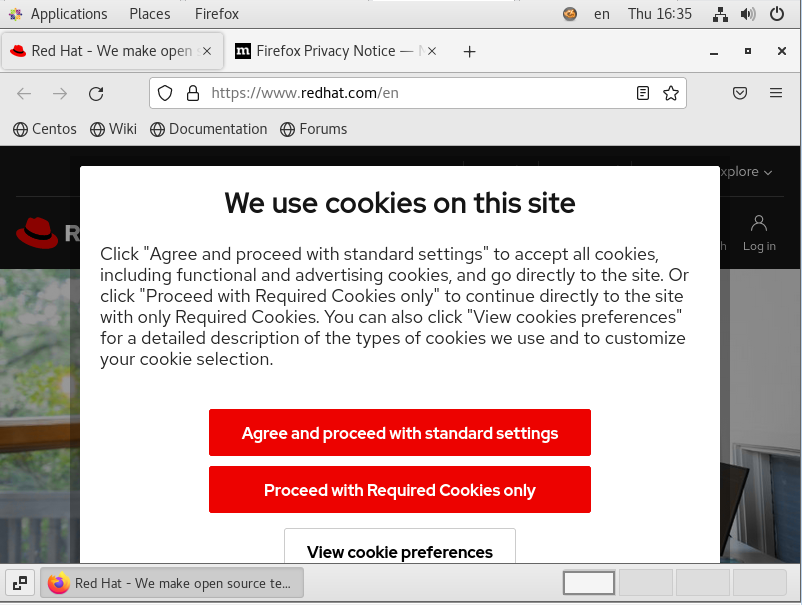 Applications Places Firefox en Thu 16:35
Red Hat - We make open Firefox Privacy Notice —
https://www.redhat.com/en
Centos Wiki Documentation Forums
xplore
We use cookies on this site
Click "Agree and proceed with standard settings" to accept all cookies,
including functional and advertising cookies, and go directly to the site. Or
click "Proceed with Required Cookies only" to continue directly to the site
with only Required Cookies. You can also click "View cookies preferences"
for a detailed description of the types of cookies we use and to customize
your cookie selection.
R
h Log in
Agree and proceed with standard settings
Proceed with Required Cookies only
View cookie preferences
Red Hat - We make open source te...